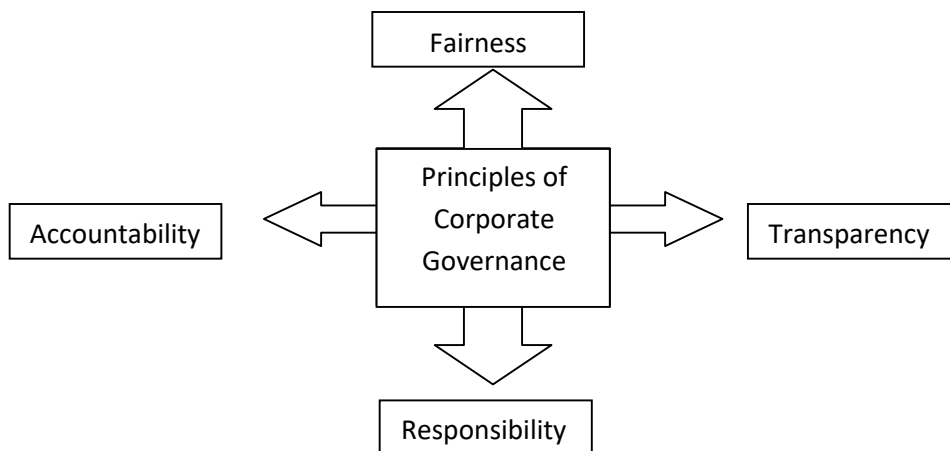 Fairness
Principles of
Corporate
Governance
Accountability
Transparency
Responsibility